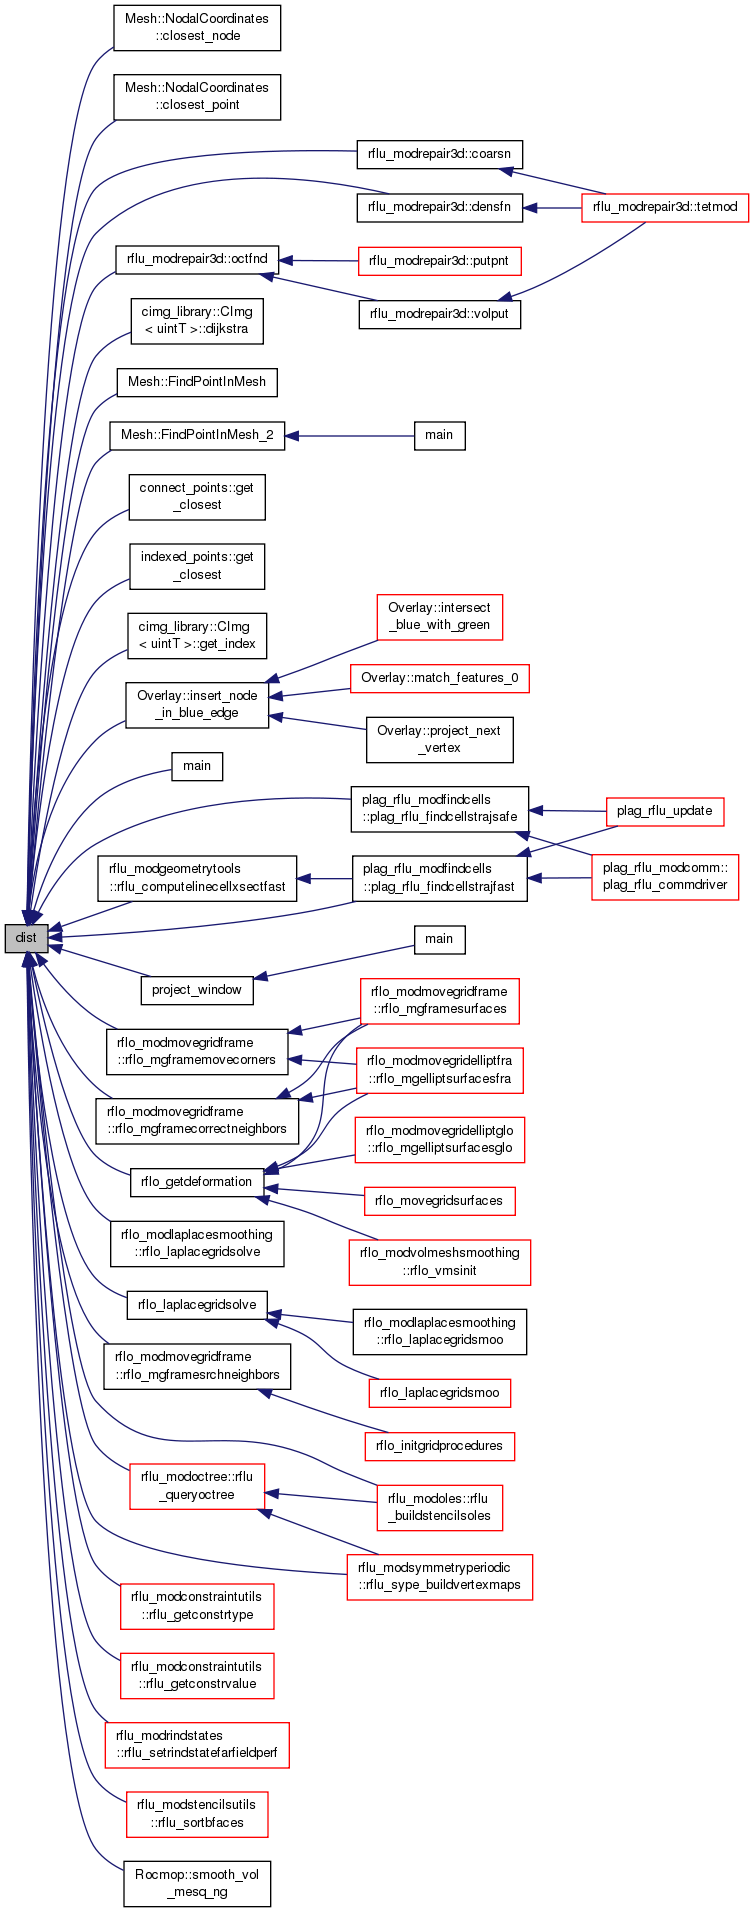 Mesh::NodalCoordinates
::closest_node
Mesh::NodalCoordinates
::closest_point
rflu_modrepair3d::coarsn
rflu_modrepair3d::densfn
rflu_modrepair3d::tetmod
rflu_modrepair3d::octfnd
rflu_modrepair3d::putpnt
rflu_modrepair3d::volput
cimg_library::CImg
< uintT >::dijkstra
Mesh::FindPointInMesh
Mesh::FindPointInMesh_2
main
connect_points::get
_closest
indexed_points::get
_closest
cimg_library::CImg
< uintT >::get_index
Overlay::intersect
_blue_with_green
Overlay::insert_node
_in_blue_edge
Overlay::match_features_0
Overlay::project_next
_vertex
main
plag_rflu_modfindcells
::plag_rflu_findcellstrajsafe
plag_rflu_update
rflu_modgeometrytools
::rflu_computelinecellxsectfast
plag_rflu_modfindcells
::plag_rflu_findcellstrajfast
plag_rflu_modcomm::
plag_rflu_commdriver
dist
main
project_window
rflo_modmovegridframe
::rflo_mgframesurfaces
rflo_modmovegridframe
::rflo_mgframemovecorners
rflo_modmovegridelliptfra
::rflo_mgelliptsurfacesfra
rflo_modmovegridframe
::rflo_mgframecorrectneighbors
rflo_modmovegridelliptglo
::rflo_mgelliptsurfacesglo
rflo_getdeformation
rflo_movegridsurfaces
rflo_modlaplacesmoothing
::rflo_laplacegridsolve
rflo_modvolmeshsmoothing
::rflo_vmsinit
rflo_laplacegridsolve
rflo_modlaplacesmoothing
::rflo_laplacegridsmoo
rflo_modmovegridframe
::rflo_mgframesrchneighbors
rflo_laplacegridsmoo
rflo_initgridprocedures
rflu_modoctree::rflu
_queryoctree
rflu_modoles::rflu
_buildstencilsoles
rflu_modsymmetryperiodic
::rflu_sype_buildvertexmaps
rflu_modconstraintutils
::rflu_getconstrtype
rflu_modconstraintutils
::rflu_getconstrvalue
rflu_modrindstates
::rflu_setrindstatefarfieldperf
rflu_modstencilsutils
::rflu_sortbfaces
Rocmop::smooth_vol
_mesq_ng